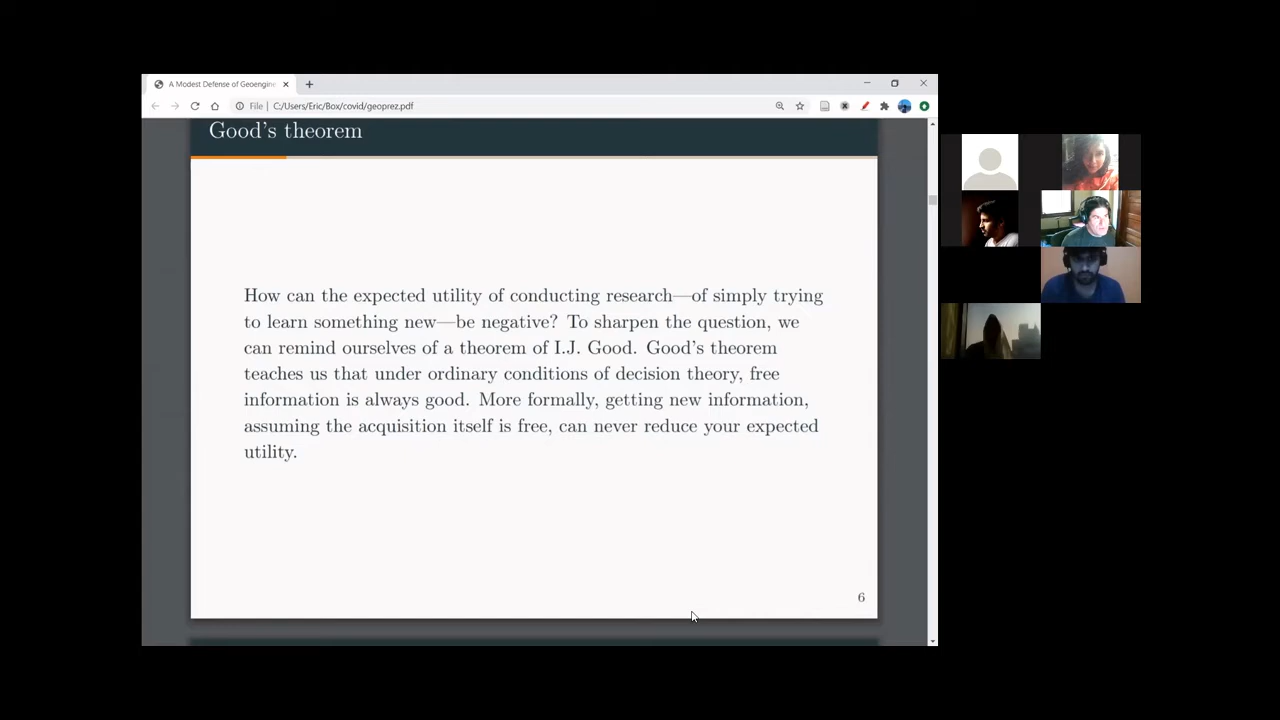 A Modest Defense of Geoengine
File
C:/Users/Eric/Box/covid/geoprez.pdf
Good's theorem
How can the expected utility of conducting research—of simply trying
to learn something new—be negative? To sharpen the question, we
can remind ourselves of a theorem of I.J. Good. Good's theorem
teaches us that under ordinary conditions of decision theory, free
information is always good. More formally, getting new information,
assuming the acquisition itself is free, can never reduce your expected
utility.
6